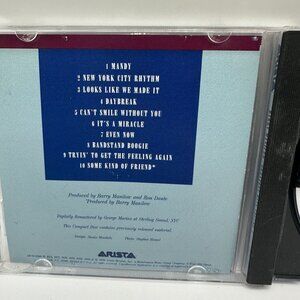 1 MANDY
2 NEW YORK CITY RHYTHM
3 LOOKS LIKE WE MADE IT
4 DAYBREAK
5 CAN'T SMILE WITHOUT YOU
6 IT'S A MIRACLE
7 EVEN NOW
8 BANDSTAND BOOGIE
9 TRYIN' TO GET THE FEELING AGAIN
10 SOME KIND OF FRIEND*
Produced by Barry Manilow and Ron Dante
*Produced by Barry Manilow
Digitally Remastered by George Marino at Sterling Sound, NYC
This Compact Disc contains previously released material.
ARISTA